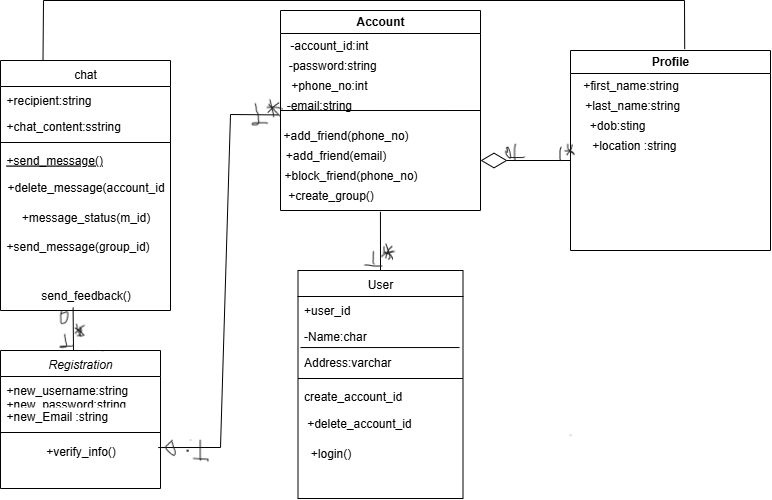 Account
-account_id:int
-password:string
+phone_no:int
-email:string
+add_friend(phone_no)
+add_friend(email)
+block_friend(phone_no)
+create_group()
chat
+recipient:string
+chat_content:sstring
+send_message()
+delete_message(account_id
+message_status(m_id)
+send_message(group_id)
send_feedback()
Profile
+first_name:string
+last_name:string
+dob:sting
+location :string
1*
1*
1*
User
+user_id
-Name:char
Address:varchar
create_account_id
+delete_account_id
+login()
0
1*
Registration
+new_username:string
+new_password:string
+new_Email :string
+verify_info()
0..1